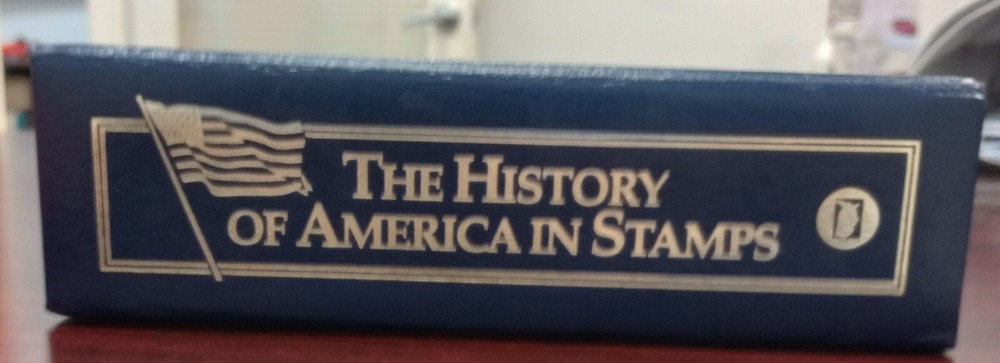 THE HISTORY
OF AMERICA IN STAMPS